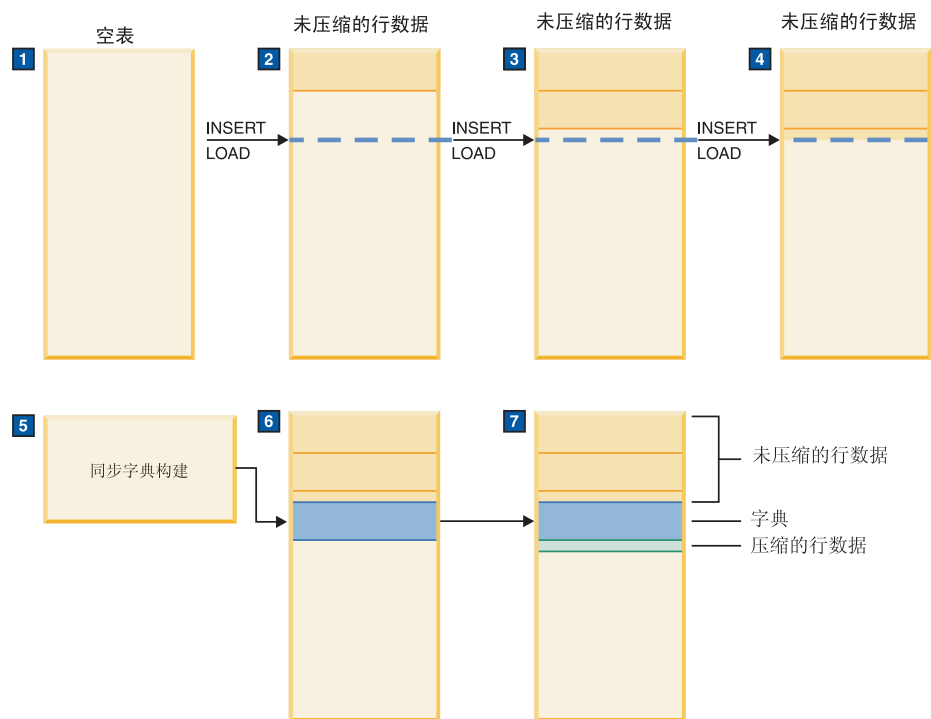 空表
未压缩的行数据
未压缩的行数据
未压缩的行数据
1
2
3
4
INSERT
LOAD
INSERT
LOAD
INSERT
LOAD
5
6
7
同步字典构建
未压缩的行数据
字典
压缩的行数据